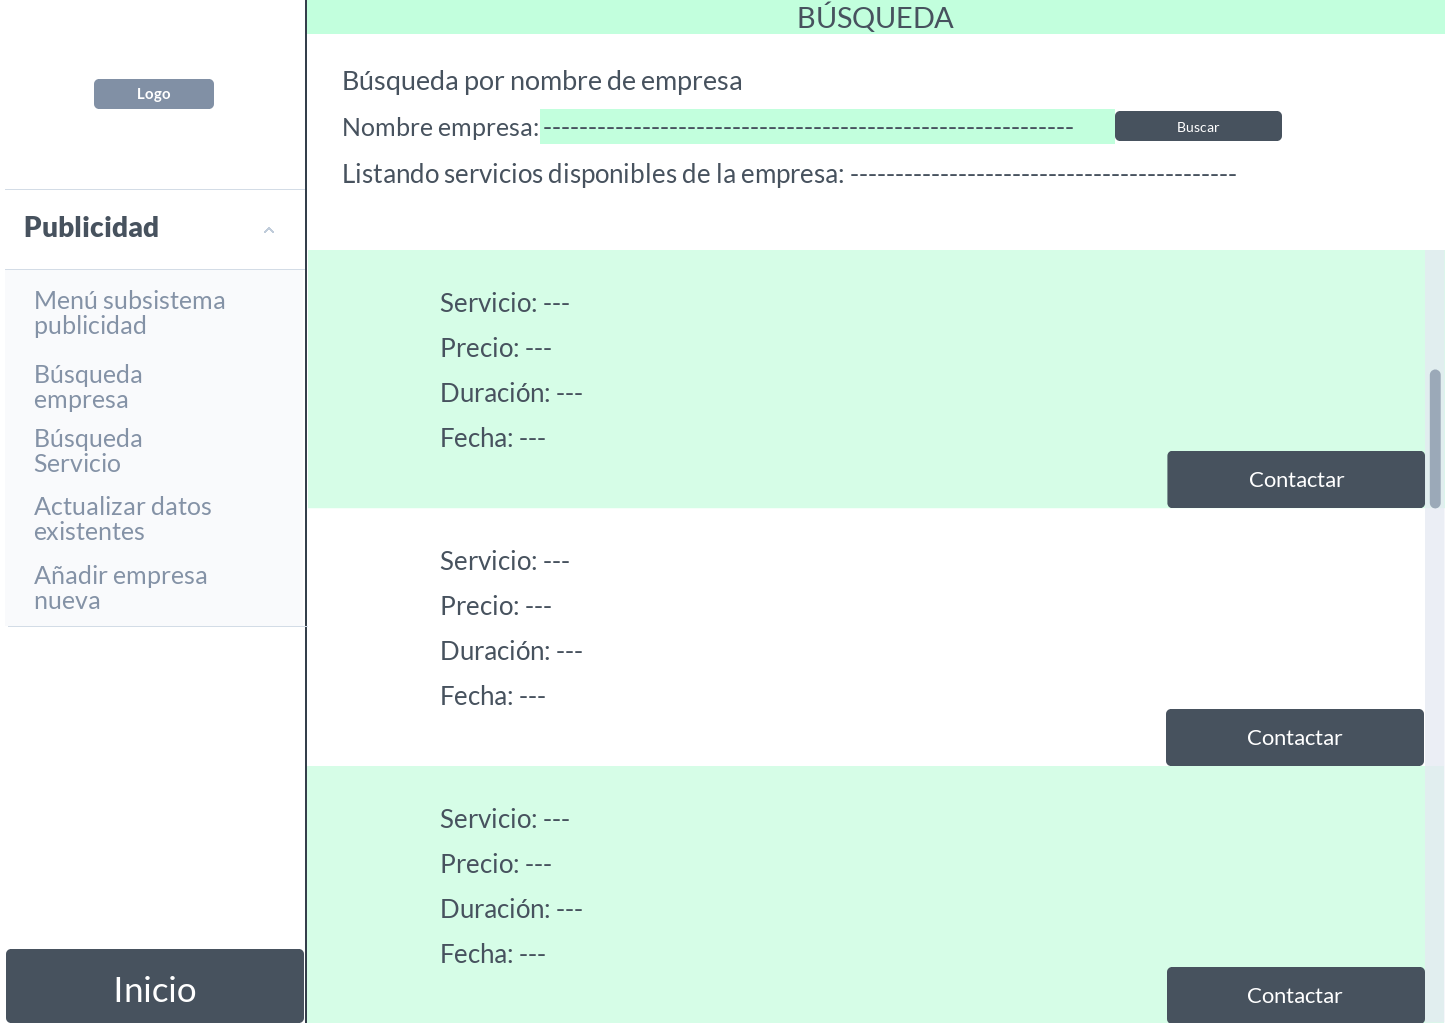 Logo
Publicidad
Menú subsistema
publicidad
Búsqueda
empresa
Búsqueda
Servicio
Actualizar datos
existentes
Añadir empresa
nueva
Inicio
BÚSQUEDA
Búsqueda por nombre de empresa
Nombre empresa: ----------------------------------------------------------- Buscar
Listando servicios disponibles de la empresa: -------------------------------------------
Servicio: ---
Precio: ---
Duración: ---
Fecha: ---
Contactar
Servicio: ---
Precio: ---
Duración: ---
Fecha: ---
Contactar
Servicio: ---
Precio: ---
Duración: ---
Fecha: ---
Contactar